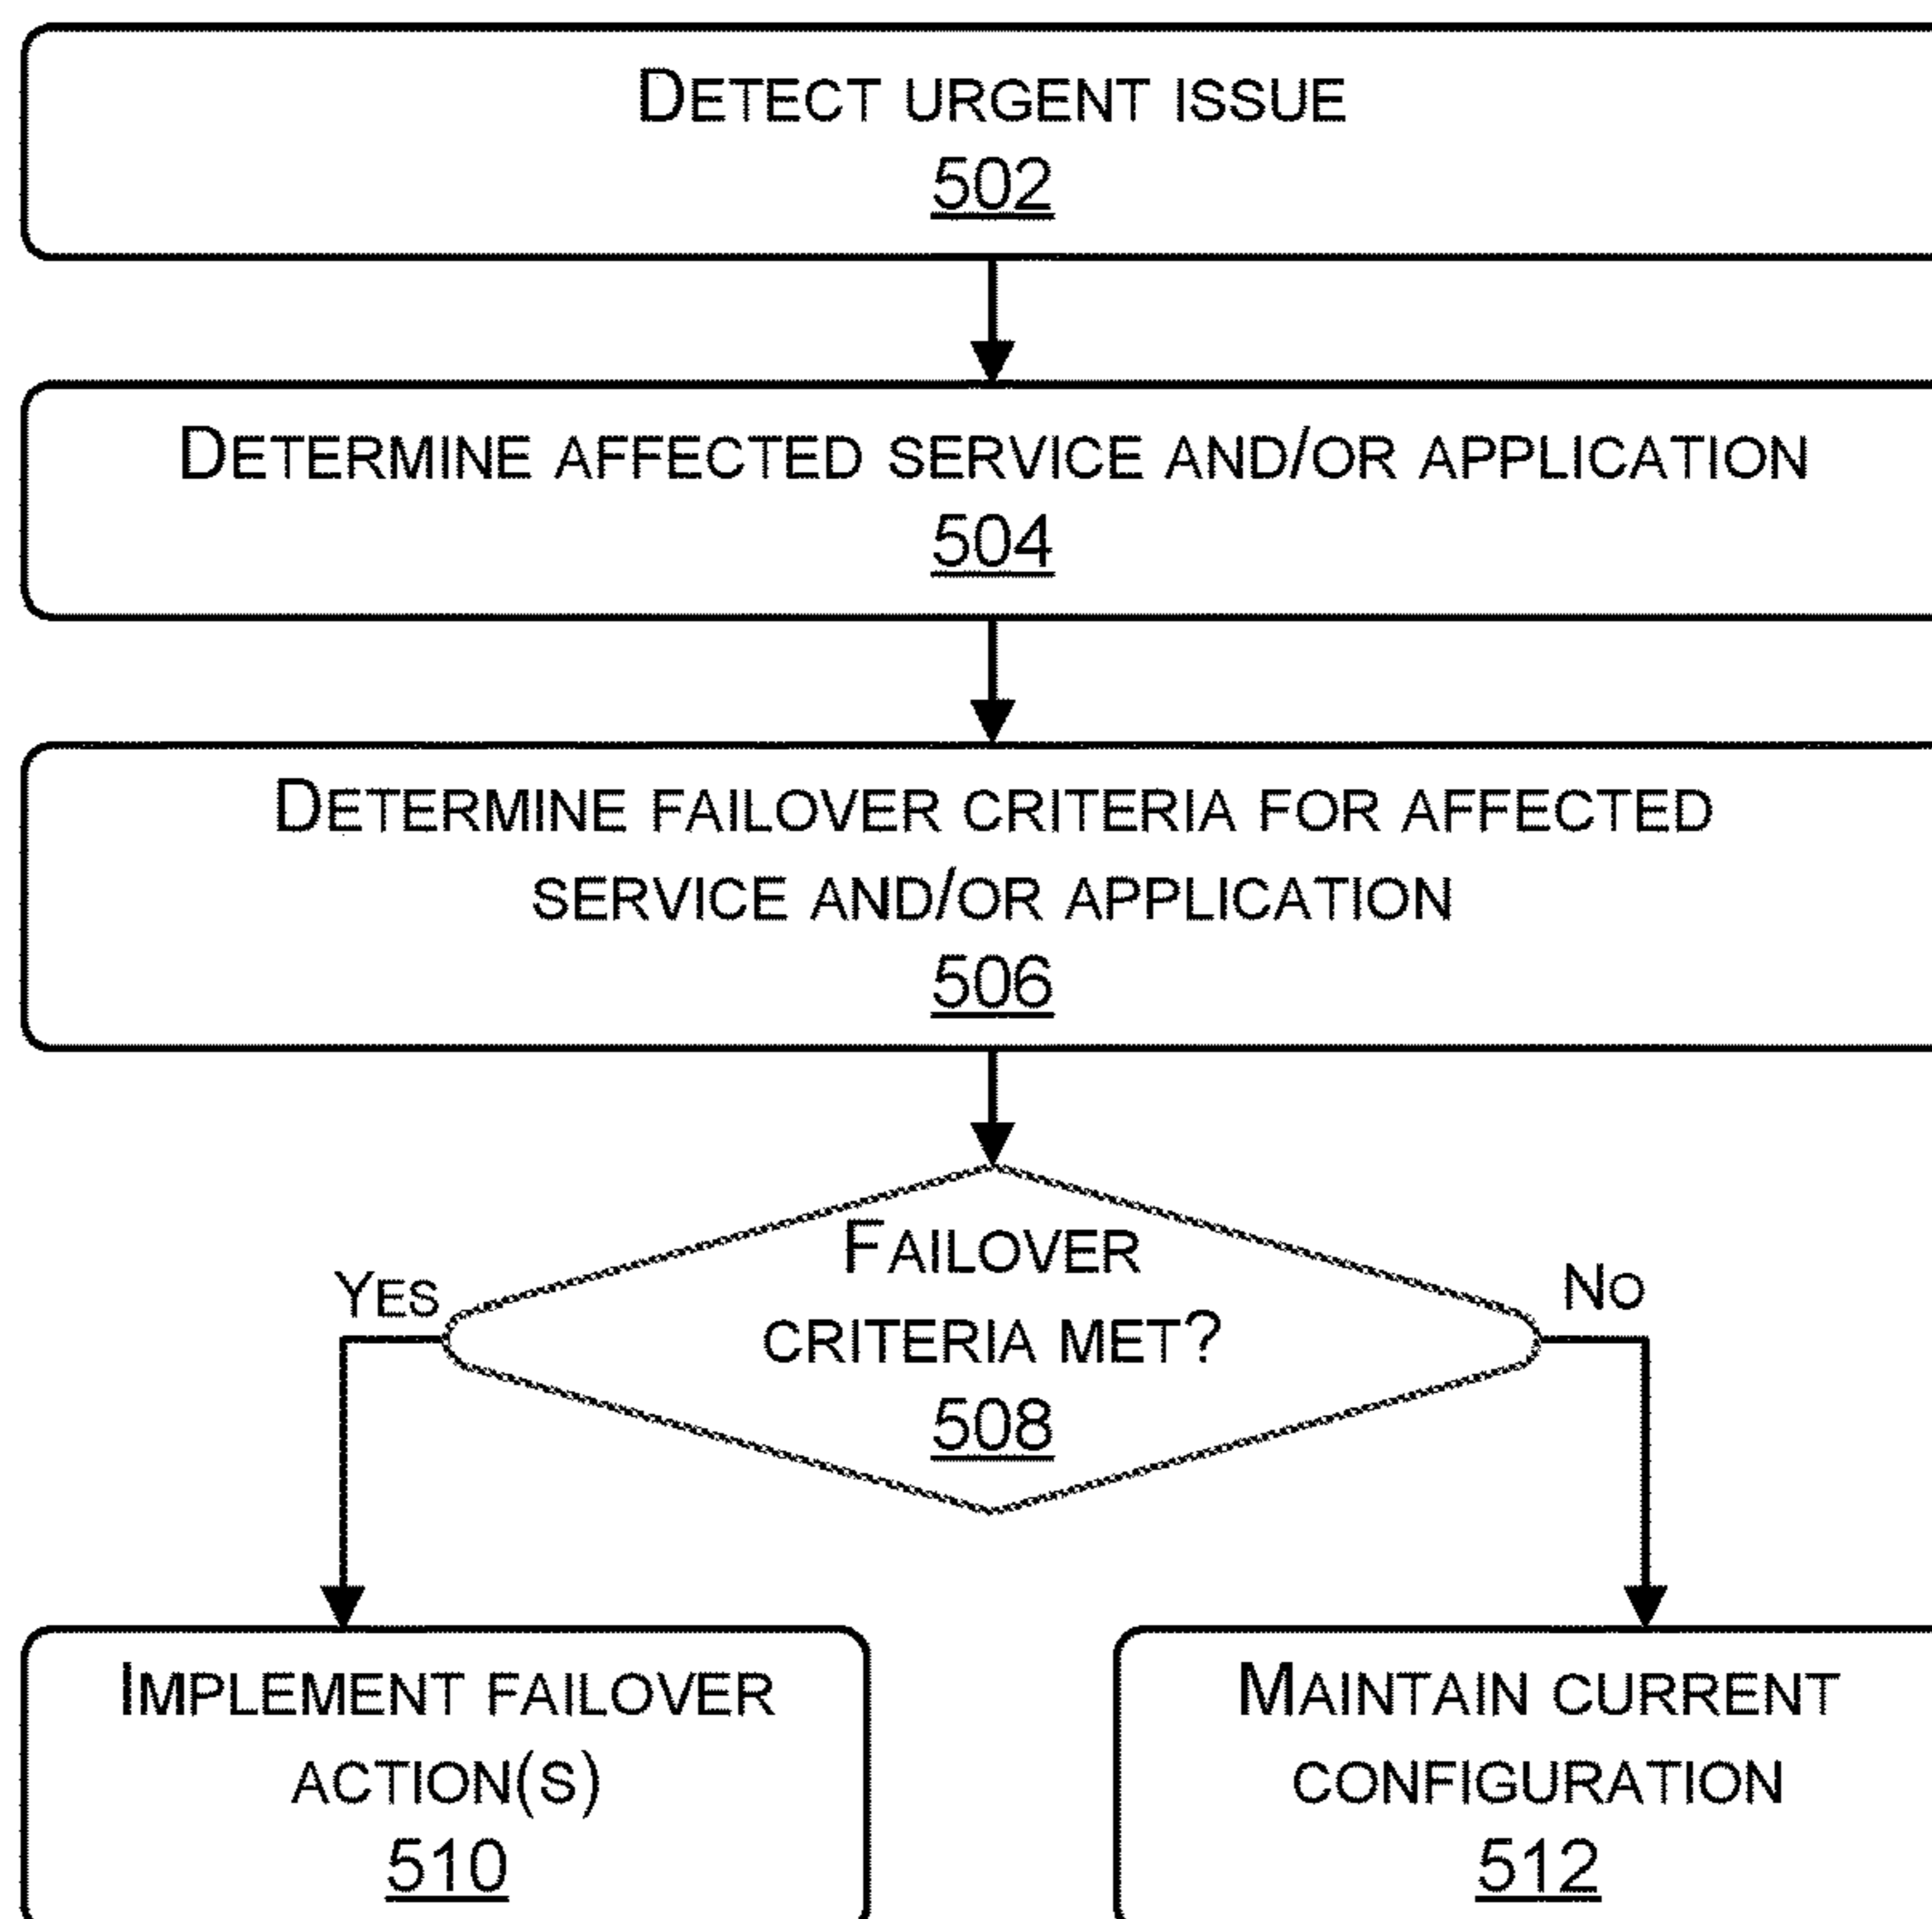 DETECT URGENT ISSUE
502
DETERMINE AFFECTED SERVICE AND/OR APPLICATION
504
DETERMINE FAILOVER CRITERIA FOR AFFECTED
SERVICE AND/OR APPLICATION
506
FAILOVER
CRITERIA MET?
508
YES
NO
IMPLEMENT FAILOVER
ACTION(S)
510
MAINTAIN CURRENT
CONFIGURATION
512